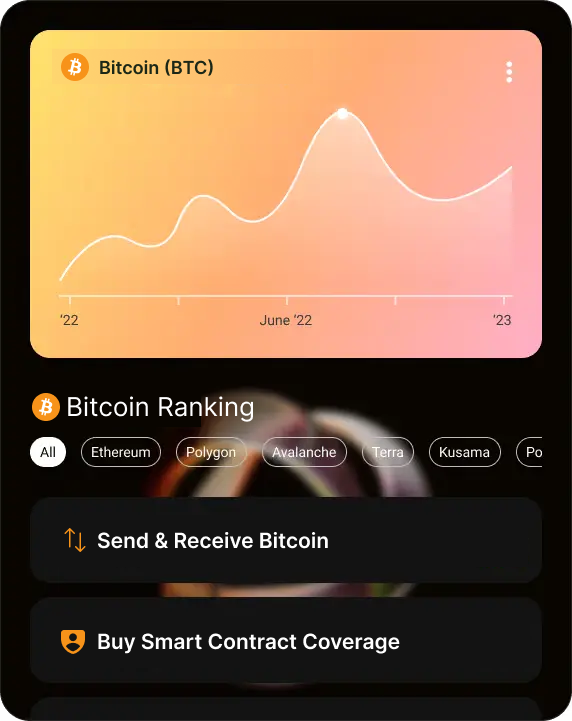 Bitcoin (BTC)
‘22 June ‘22 ‘23
Bitcoin Ranking
All Ethereum Polygon Avalanche Terra Kusama Po
Send & Receive Bitcoin
Buy Smart Contract Coverage